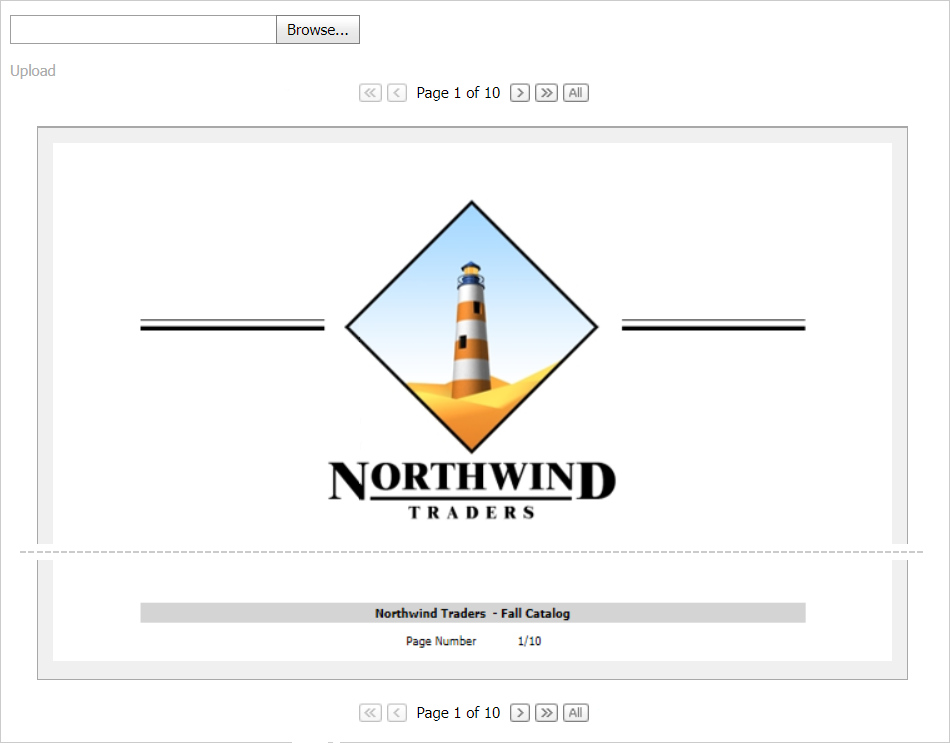 Browse...
Upload
Page 1 of 10 All
NORTHWIND
TRADERS
Northwind Traders - Fall Catalog
Page Number 1/10
Page 1 of 10 All